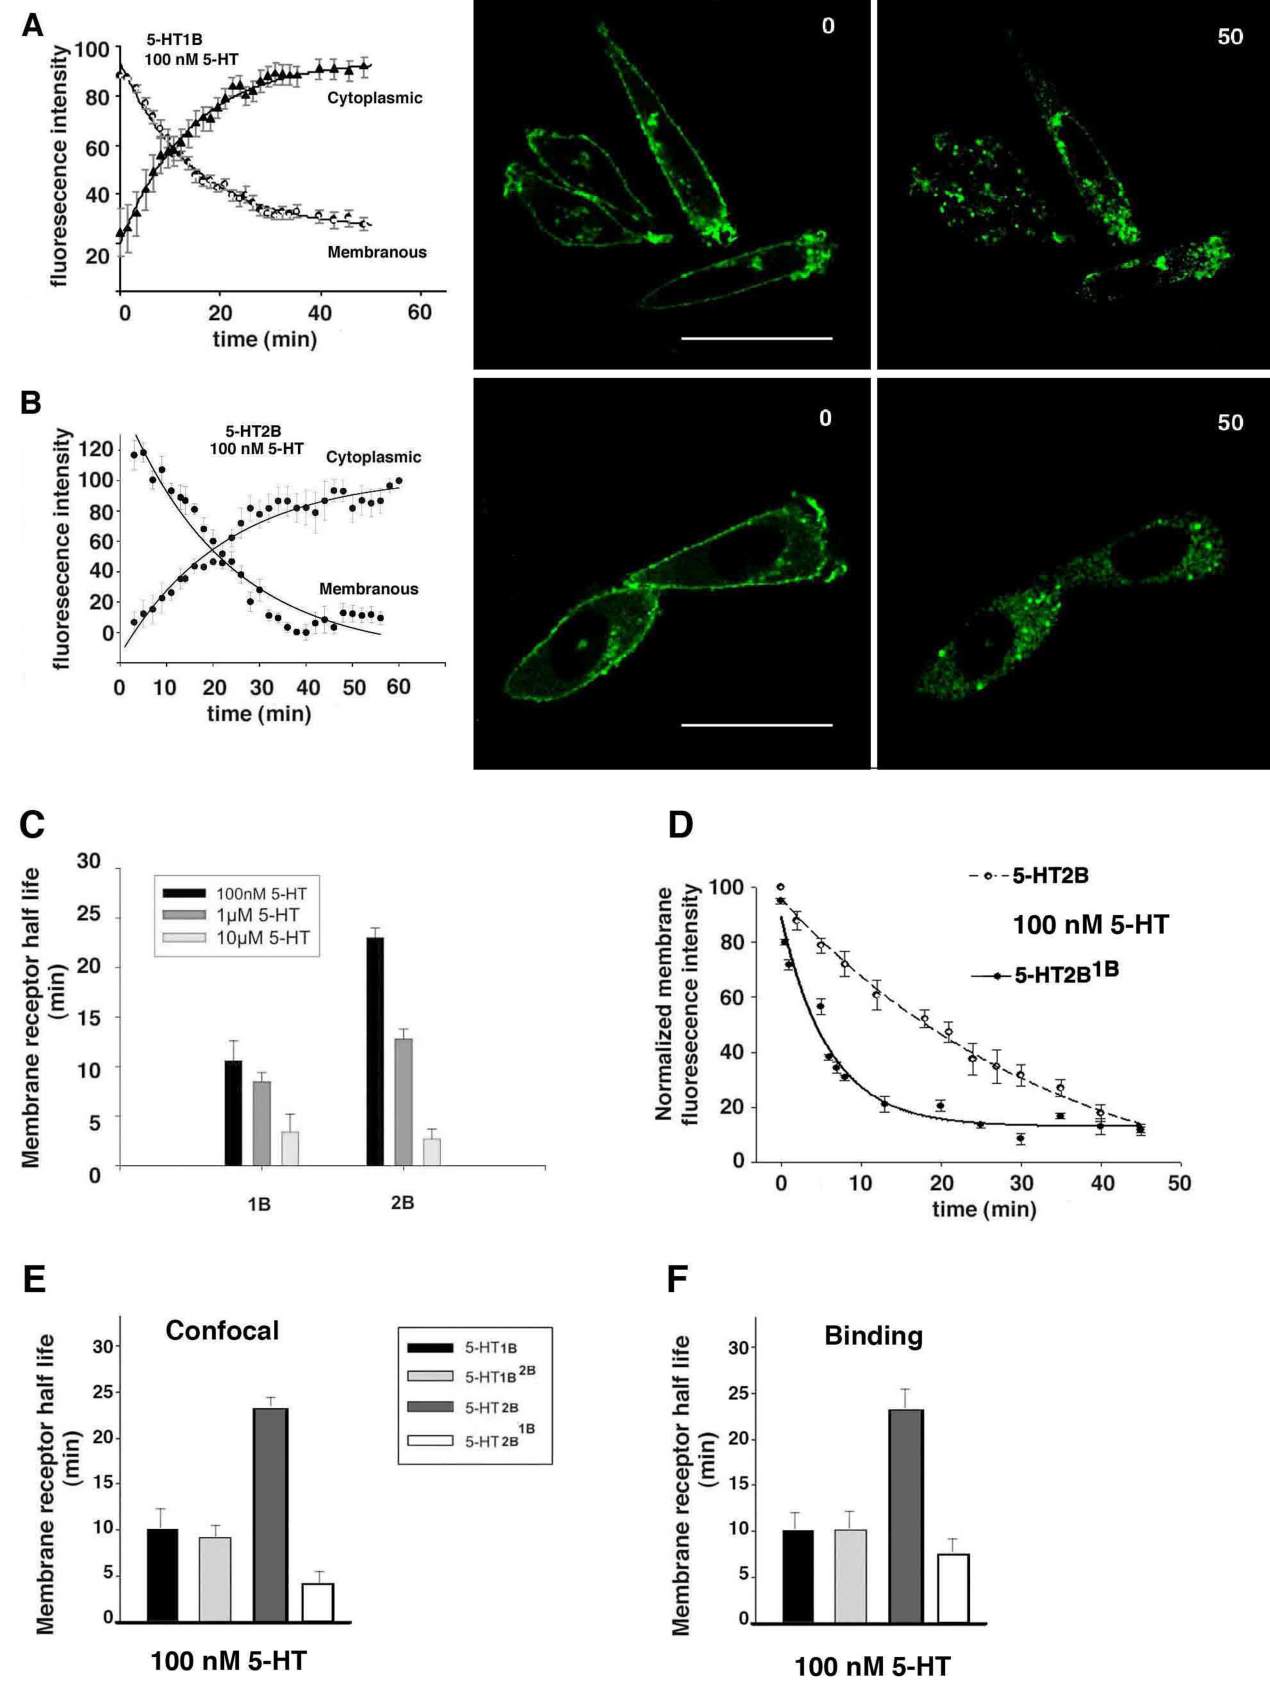 A
5-HT1B
100 nM 5-HT
fluoresecence intensity
100
80
60
40
20
Cytoplasmic
Membranous
0 20 40 60
time (min)
0
50
B
5-HT2B
100 nM 5-HT
fluoresecence intensity
120
100
80
60
40
20
0
Cytoplasmic
Membranous
0 10 20 30 40 50 60
time (min)
0
50
C
Membrane receptor half life
(min)
30
25
20
15
10
5
0
100nM 5-HT
1µM 5-HT
10µM 5-HT
1B 2B
D
Normalized membrane
fluoresecence intensity
100
80
60
40
20
0
5-HT2B
100 nM 5-HT
5-HT2B1B
0 10 20 30 40 50
time (min)
E
Confocal
Membrane receptor half life
(min)
30
25
20
15
10
5
0
100 nM 5-HT
5-HT1B
5-HT1B2B
5-HT2B
5-HT2B1B
F
Binding
Membrane receptor half life
(min)
30
25
20
15
10
5
0
100 nM 5-HT